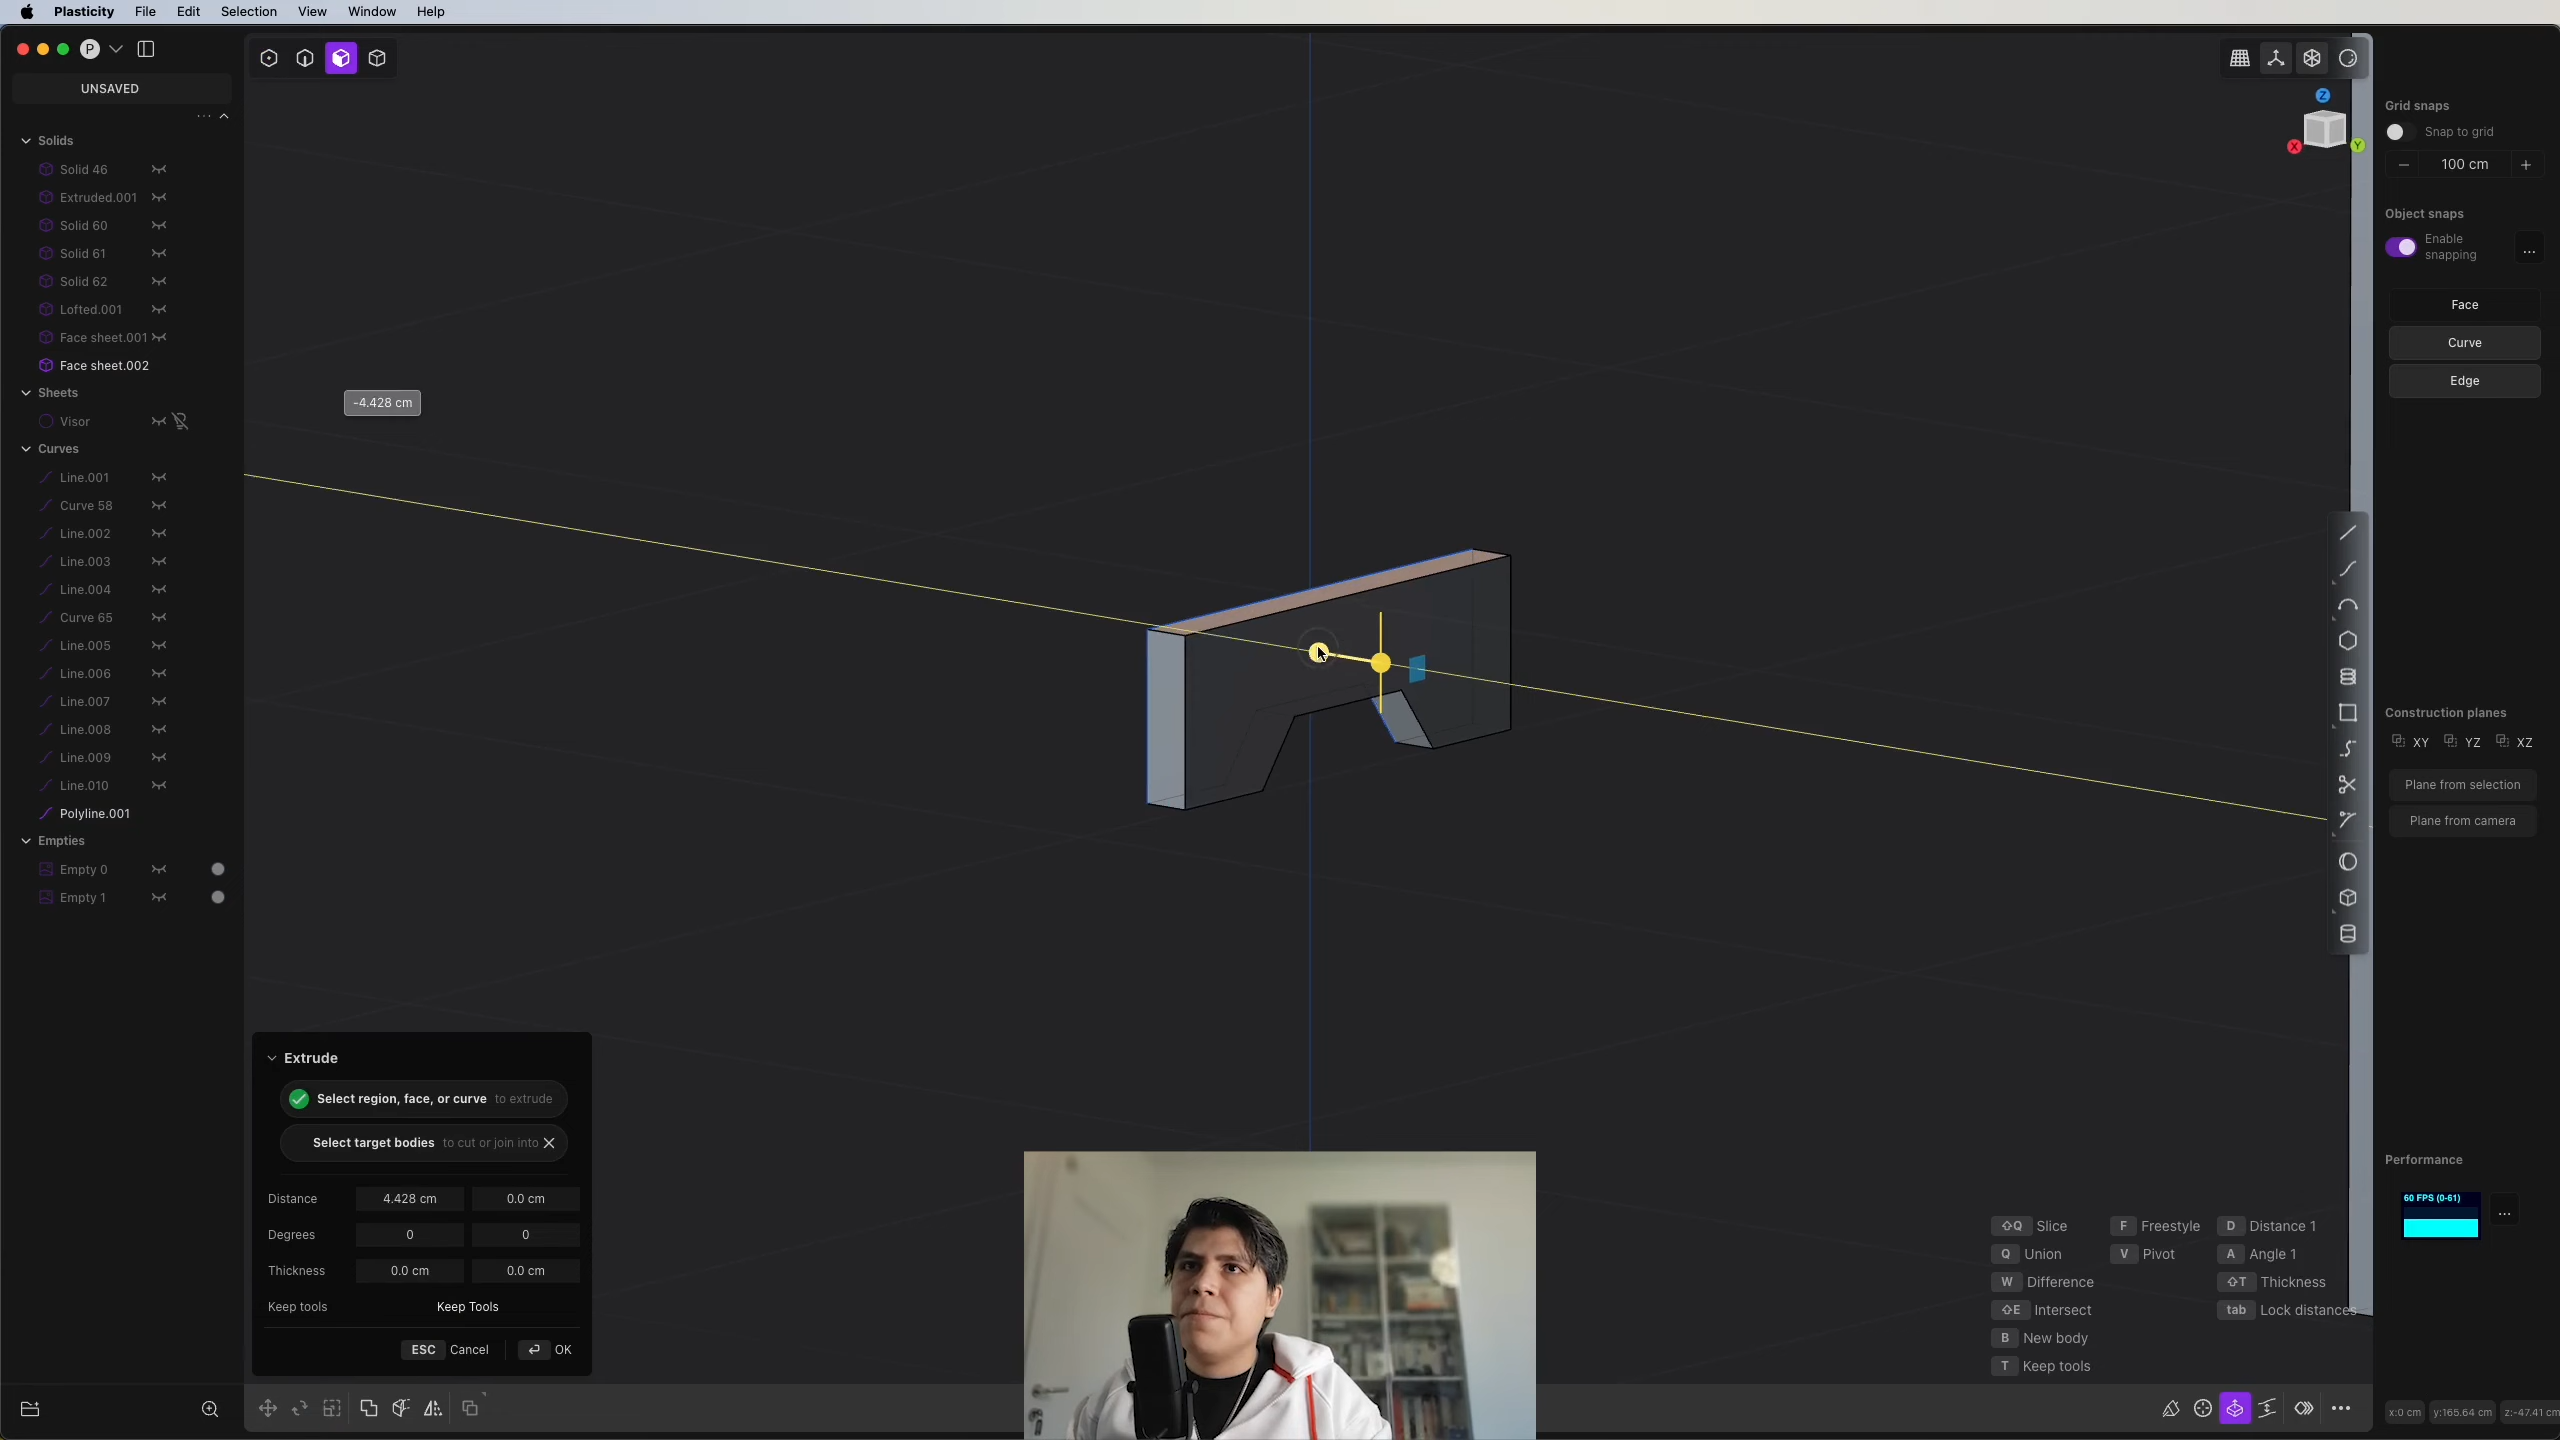 Plasticity File Edit Selection View Window Help
P
UNSAVED
Solids
Solid 46
Extruded.001
Solid 60
Solid 61
Solid 62
Lofted.001
Face sheet.001
Face sheet.002
Sheets
Visor
Curves
Line.001
Curve 58
Line.002
Line.003
Line.004
Curve 65
Line.005
Line.006
Line.007
Line.008
Line.009
Line.010
Polyline.001
Empties
Empty 0
Empty 1
-4.428 cm
Z
X
Y
Grid snaps
Snap to grid
100 cm
Object snaps
Enable
snapping
Face
Curve
Edge
Construction planes
XY YZ XZ
Plane from selection
Plane from camera
Performance
60 FPS (0-61)
Extrude
Select region, face, or curve to extrude
Select target bodies to cut or join into
Distance 4.428 cm 0.0 cm
Degrees 0 0
Thickness 0.0 cm 0.0 cm
Keep tools Keep Tools
ESC Cancel OK
⇧Q Slice F Freestyle D Distance 1
Q Union V Pivot A Angle 1
W Difference ⇧T Thickness
⇧E Intersect tab Lock distances
B New body
T Keep tools
x:0 cm y:165.64 cm z:-47.41 cm